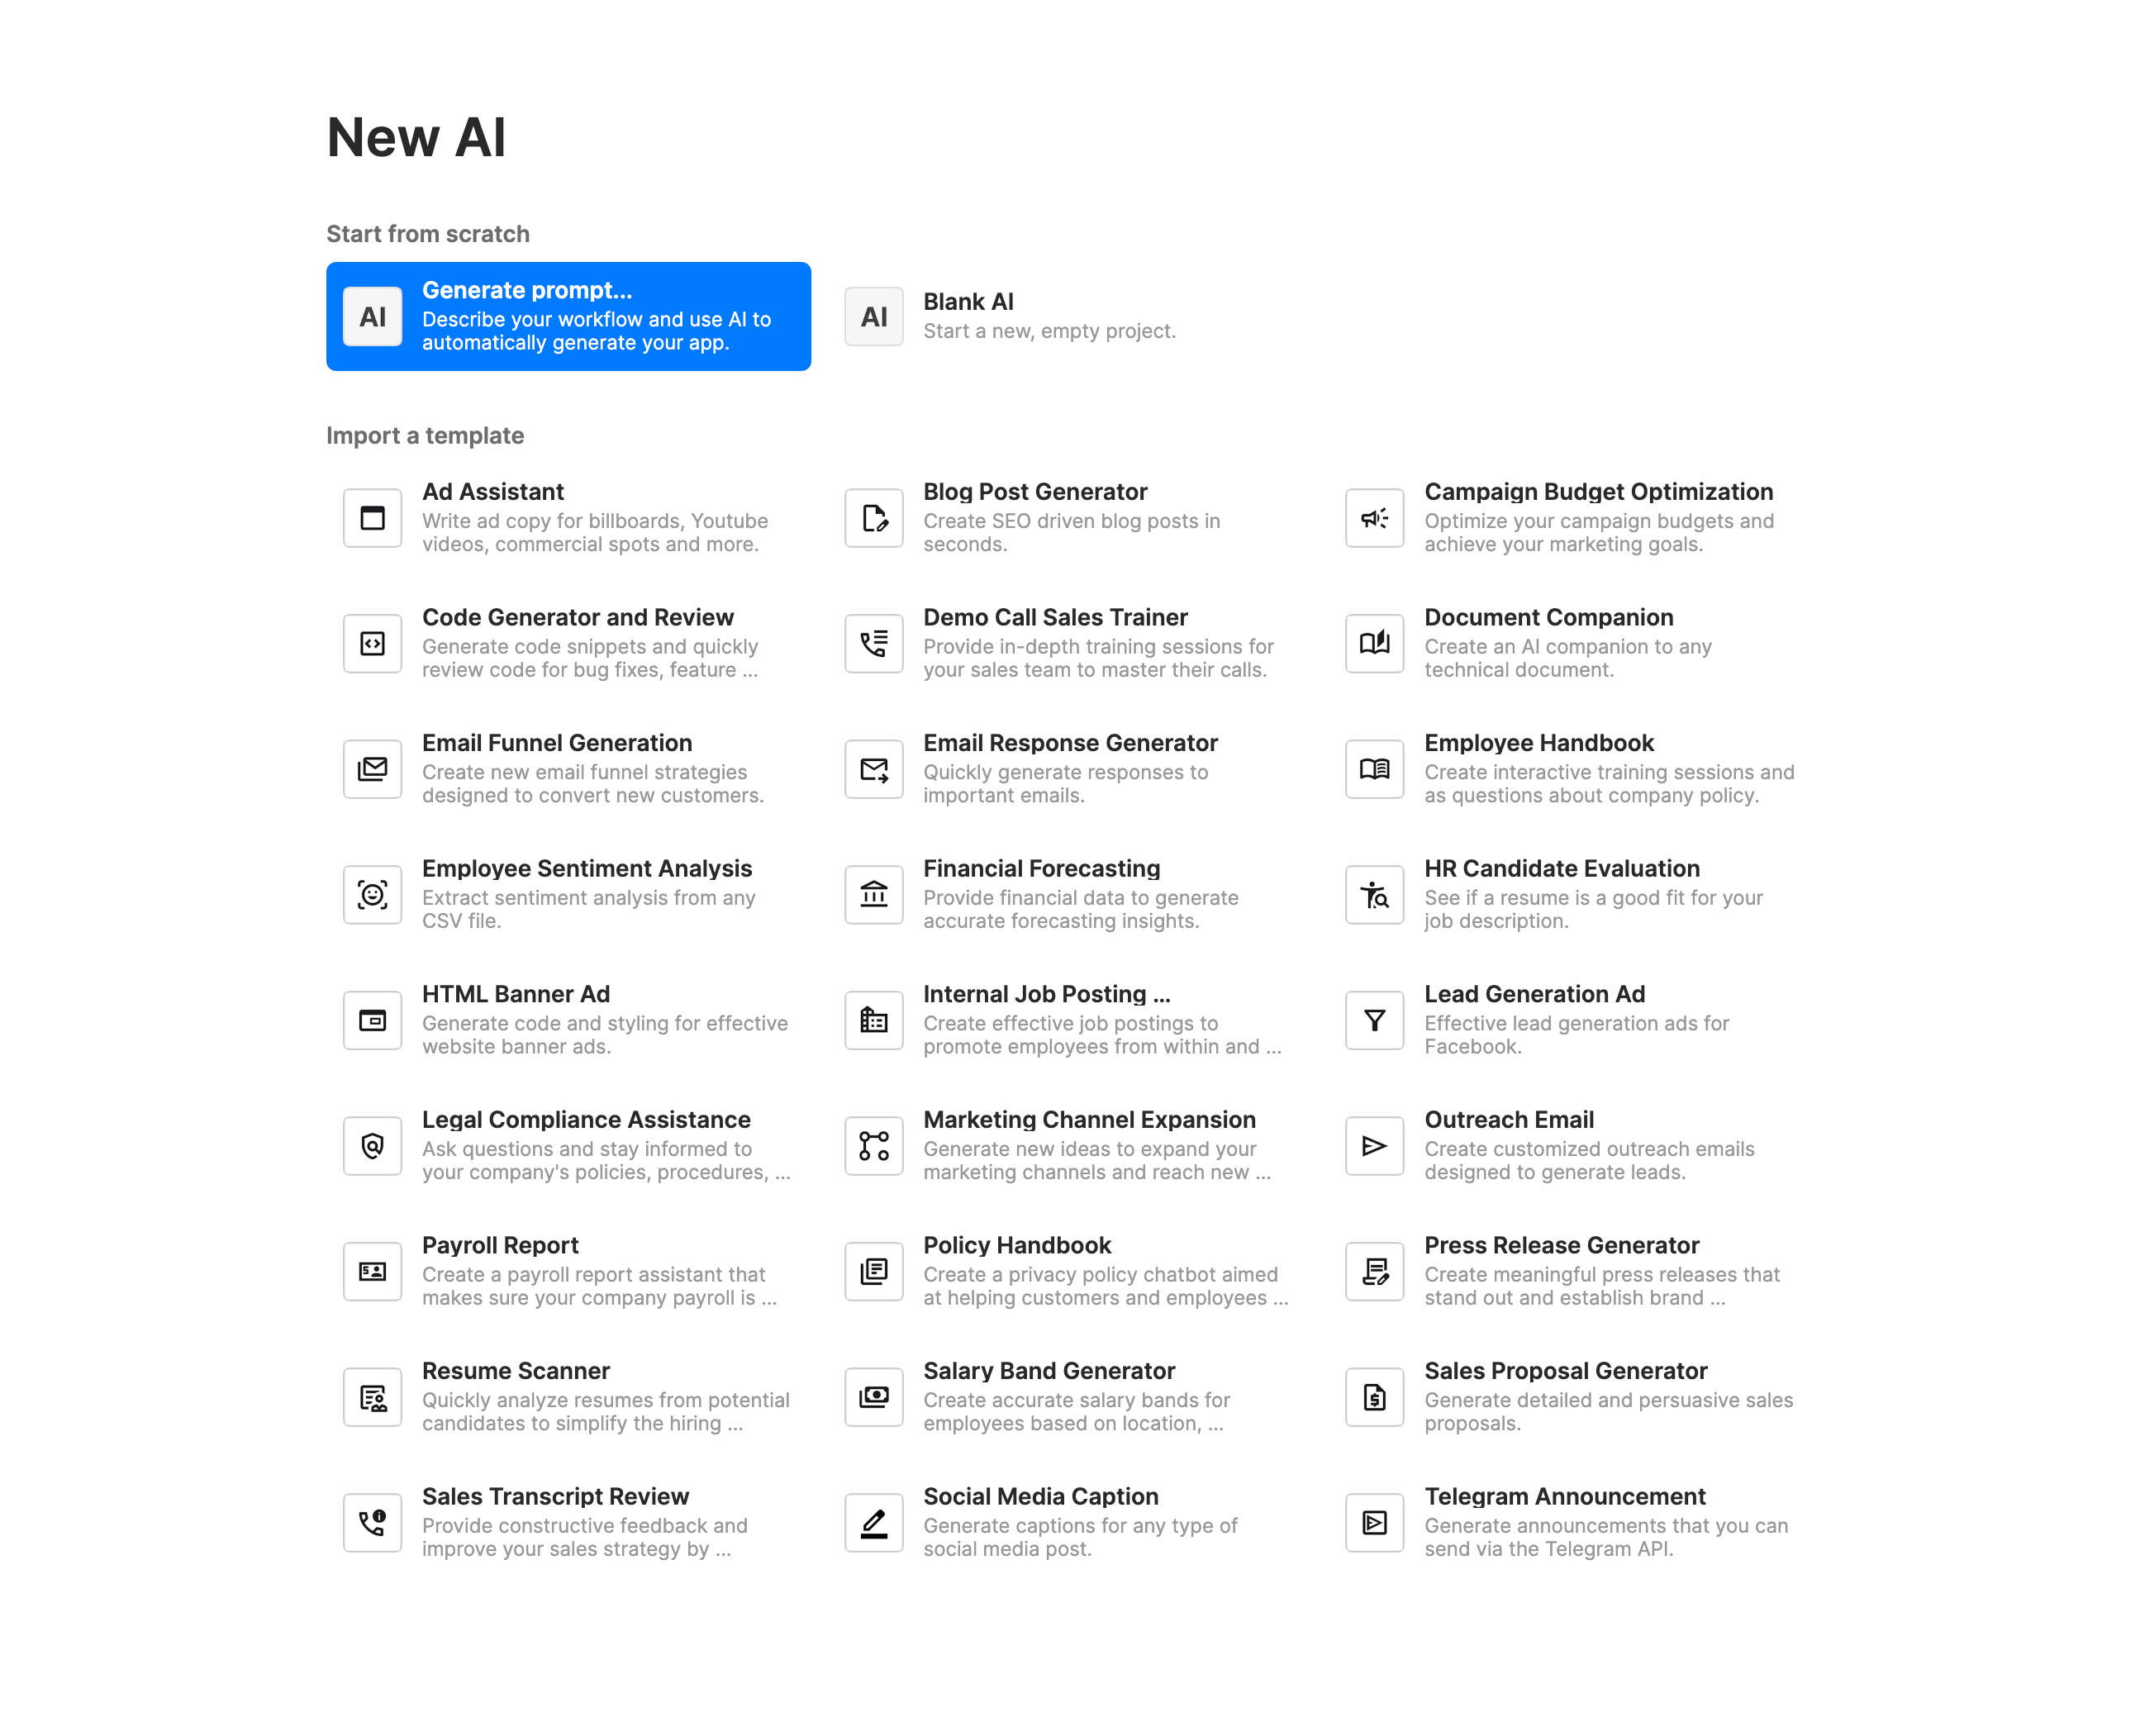 New AI
Start from scratch
AI
Generate prompt...
Describe your workflow and use AI to
automatically generate your app.
AI
Blank AI
Start a new, empty project.
Import a template
Ad Assistant
Write ad copy for billboards, Youtube
videos, commercial spots and more.
Blog Post Generator
Create SEO driven blog posts in
seconds.
Campaign Budget Optimization
Optimize your campaign budgets and
achieve your marketing goals.
Code Generator and Review
Generate code snippets and quickly
review code for bug fixes, feature ...
Demo Call Sales Trainer
Provide in-depth training sessions for
your sales team to master their calls.
Document Companion
Create an AI companion to any
technical document.
Email Funnel Generation
Create new email funnel strategies
designed to convert new customers.
Email Response Generator
Quickly generate responses to
important emails.
Employee Handbook
Create interactive training sessions and
as questions about company policy.
Employee Sentiment Analysis
Extract sentiment analysis from any
CSV file.
Financial Forecasting
Provide financial data to generate
accurate forecasting insights.
HR Candidate Evaluation
See if a resume is a good fit for your
job description.
HTML Banner Ad
Generate code and styling for effective
website banner ads.
Internal Job Posting ...
Create effective job postings to
promote employees from within and ...
Lead Generation Ad
Effective lead generation ads for
Facebook.
Legal Compliance Assistance
Ask questions and stay informed to
your company's policies, procedures, ...
Marketing Channel Expansion
Generate new ideas to expand your
marketing channels and reach new ...
Outreach Email
Create customized outreach emails
designed to generate leads.
Payroll Report
Create a payroll report assistant that
makes sure your company payroll is ...
Policy Handbook
Create a privacy policy chatbot aimed
at helping customers and employees ...
Press Release Generator
Create meaningful press releases that
stand out and establish brand ...
Resume Scanner
Quickly analyze resumes from potential
candidates to simplify the hiring ...
Salary Band Generator
Create accurate salary bands for
employees based on location, ...
Sales Proposal Generator
Generate detailed and persuasive sales
proposals.
Sales Transcript Review
Provide constructive feedback and
improve your sales strategy by ...
Social Media Caption
Generate captions for any type of
social media post.
Telegram Announcement
Generate announcements that you can
send via the Telegram API.